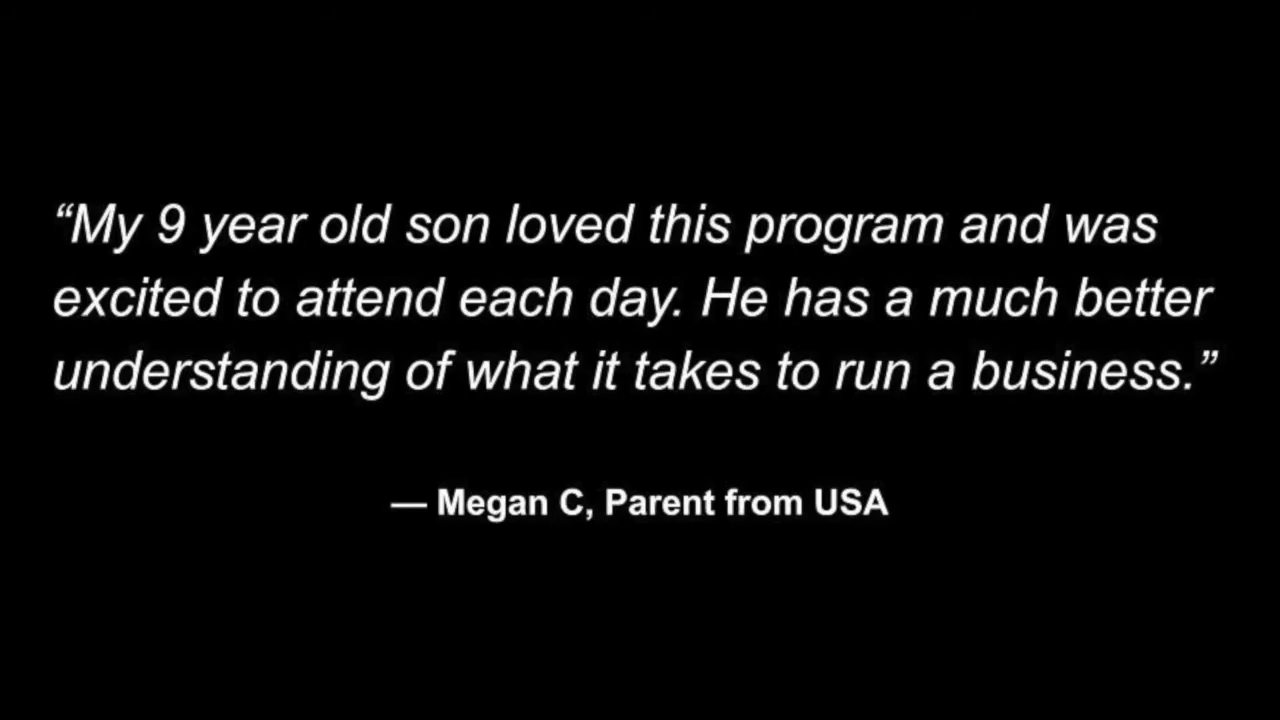 “My 9 year old son loved this program and was
excited to attend each day. He has a much better
understanding of what it takes to run a business.”
— Megan C, Parent from USA